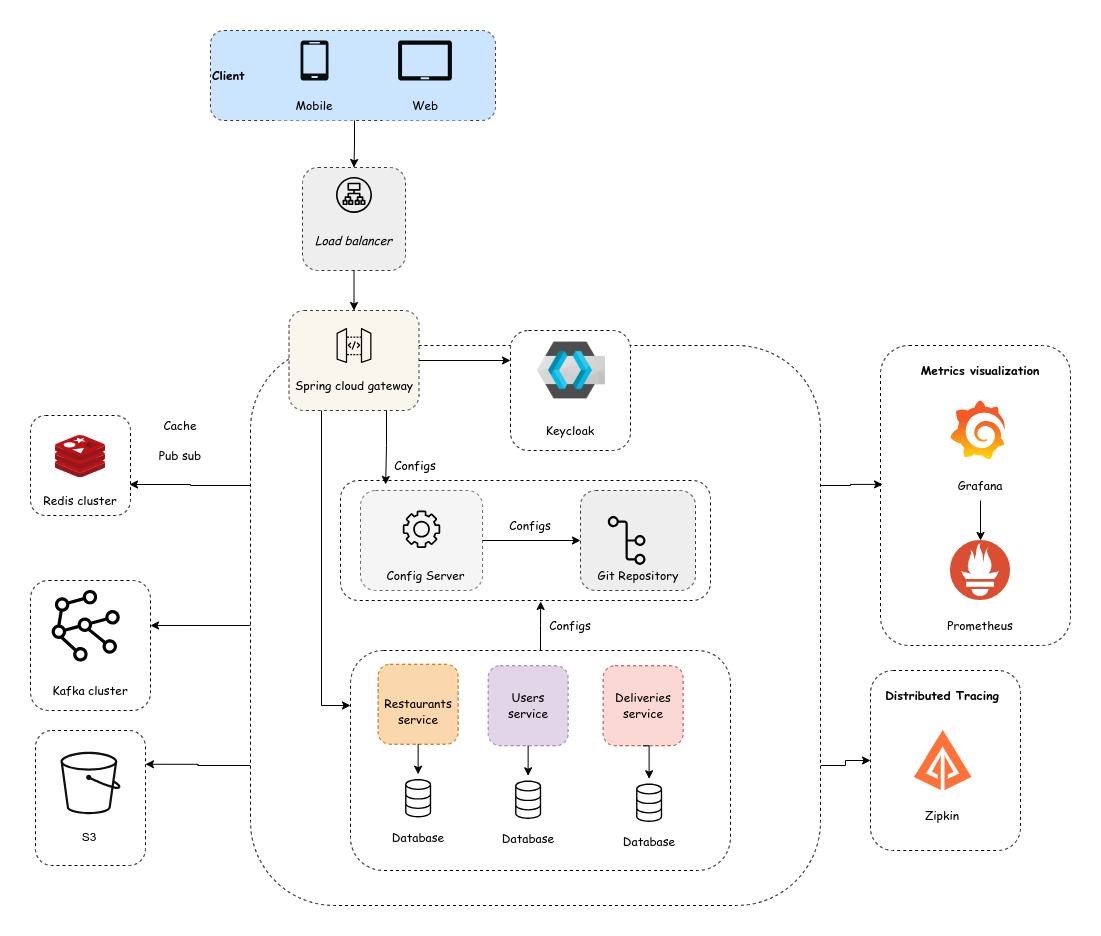 Client
Mobile
Web
Load balancer
Spring cloud gateway
Keycloak
Metrics visualization
Grafana
Prometheus
Cache
Pub sub
Redis cluster
Configs
Config Server
Configs
Git Repository
Configs
Kafka cluster
Restaurants
service
Users
service
Deliveries
service
Database
Database
Database
S3
Distributed Tracing
Zipkin